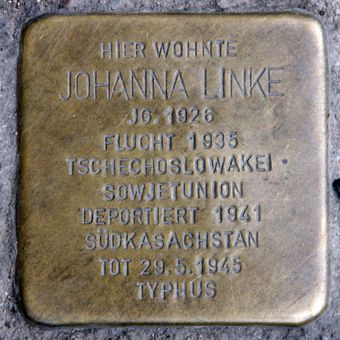 HIER WOHNTE
JOHANNA LINKE
JG. 1926
FLUCHT 1935
TSCHECHOSLOWAKEI
SOWJETUNION
DEPORTIERT 1941
SÜDKASACHSTAN
TOT 29.5.1945
TYPHUS